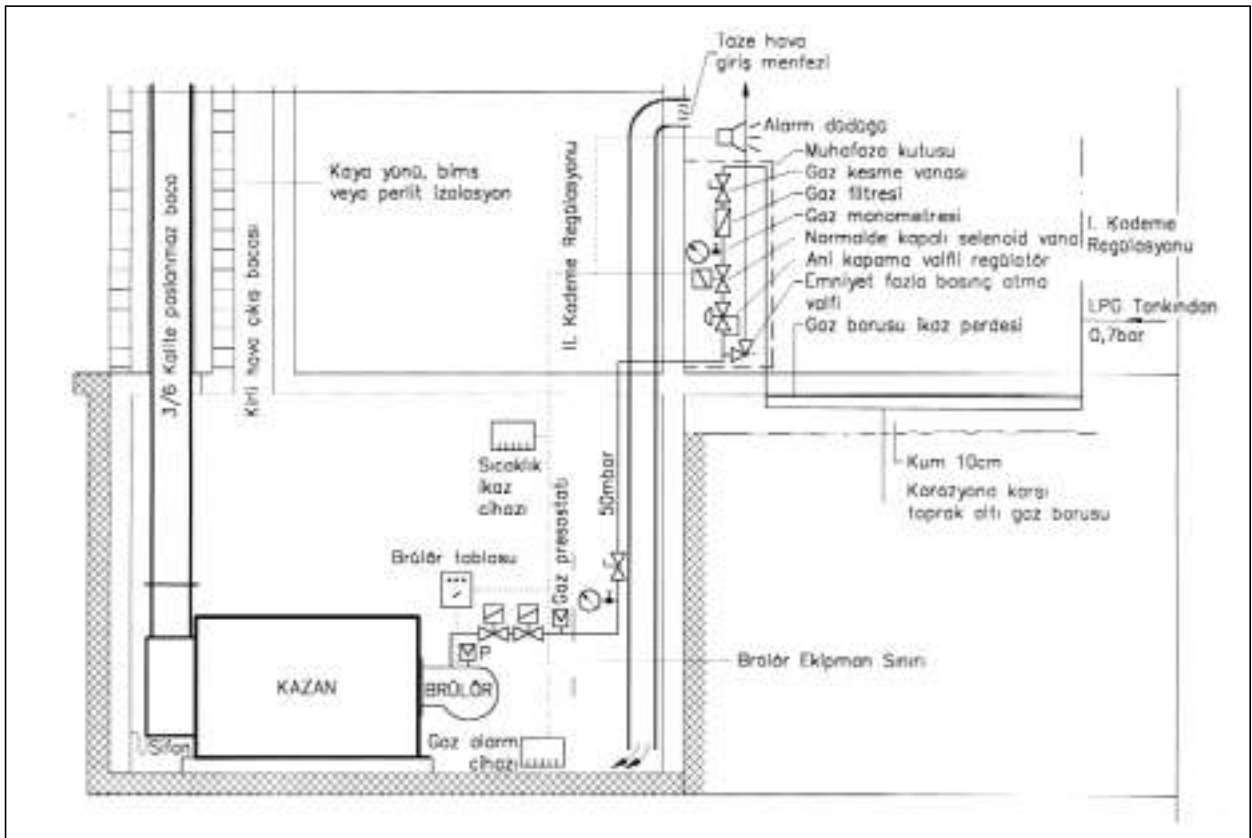 Taze hava
giriş menfezi
Alarm düdüğü
Muhafaza kutusu
Gaz kesme vanası
Gaz filtresi
Gaz monometresi
Normalde kapalı selenoid vana
Ani kapama valfli regülatör
Emniyet fazla basınç atma
valfi
Gaz borusu ikaz perdesi
I. Kademe
Regülasyonu
LPG Tankından
0,7bar
Kaya yünü, bims
veya perlit izolasyon
II. Kademe Regülasyonu
316 Kalite paslanmaz baca
Kirli hava çıkış bacası
Kum 10cm
Korozyona karşı
toprak altı gaz borusu
Sıcaklık
ikaz
cihazı
50mbar
Gaz presostatı
Brülör tablosu
P
KAZAN
BRÜLÖR
Brülör Ekipman Sınırı
Sifon
Gaz alarm
cihazı